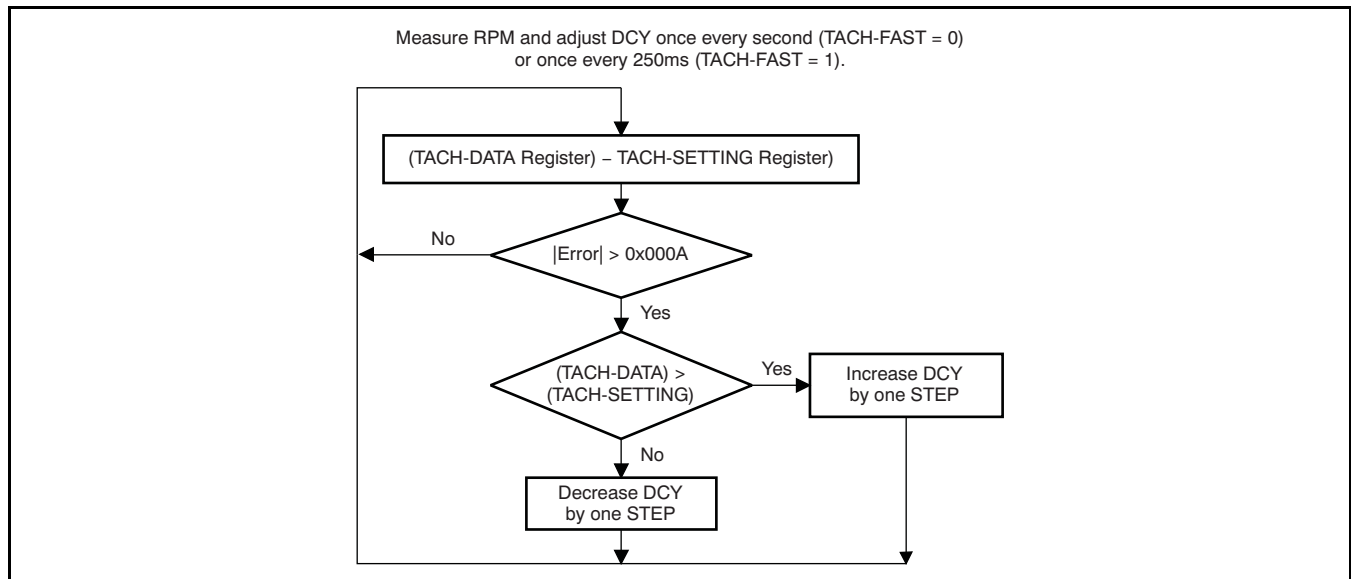 Measure RPM and adjust DCY once every second (TACH-FAST = 0)
or once every 250ms (TACH-FAST = 1).
(TACH-DATA Register) – TACH-SETTING Register)
No
|Error| > 0x000A
Yes
(TACH-DATA) >
(TACH-SETTING)
Yes
Increase DCY
by one STEP
No
Decrease DCY
by one STEP